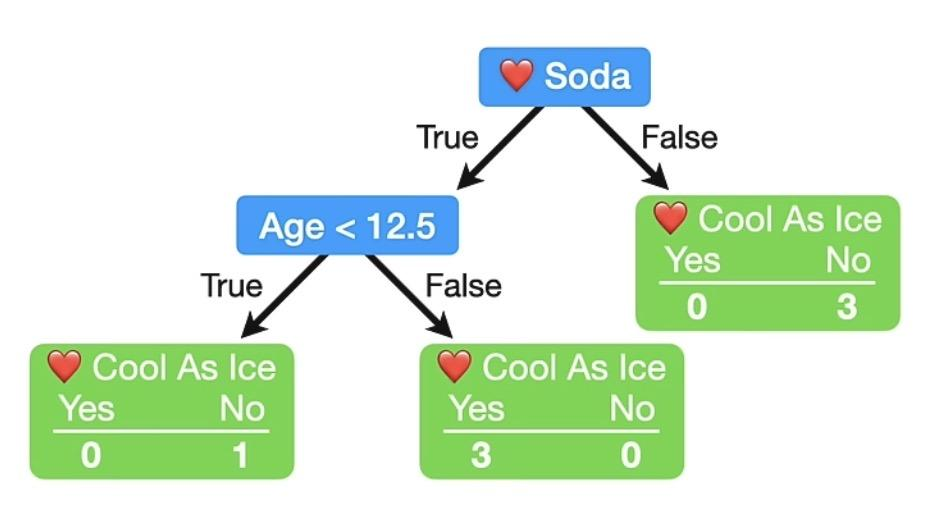 ❤️ Soda
True
False
Age < 12.5
❤️ Cool As Ice
Yes No
0 3
True
False
❤️ Cool As Ice
Yes No
0 1
❤️ Cool As Ice
Yes No
3 0